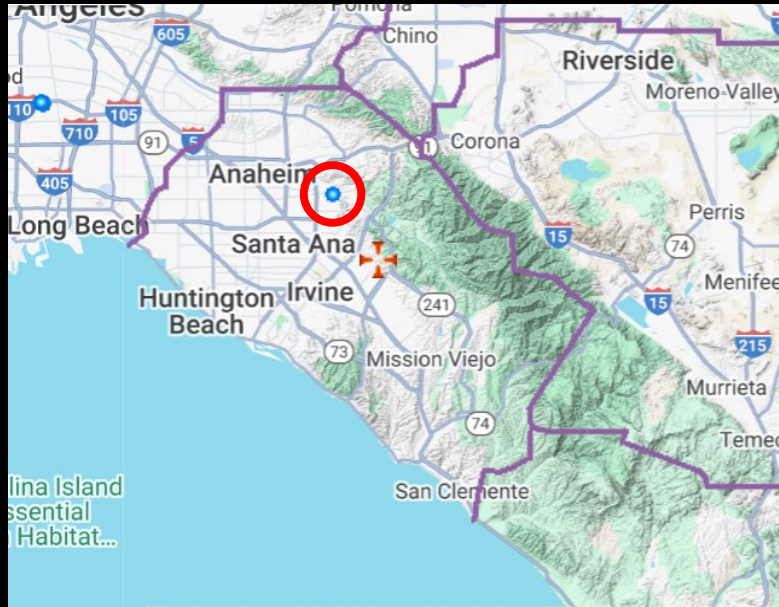 Angeles
Pomona
605
Chino
Riverside
od
110
105
710
Moreno Valley
91
5
91
Corona
405
Anaheim
Perris
Long Beach
Santa Ana
15
74
Menifee
Huntington
Beach
Irvine
241
15
215
73
Mission Viejo
Murrieta
74
Temec
lina Island
ssential
Habitat...
San Clemente